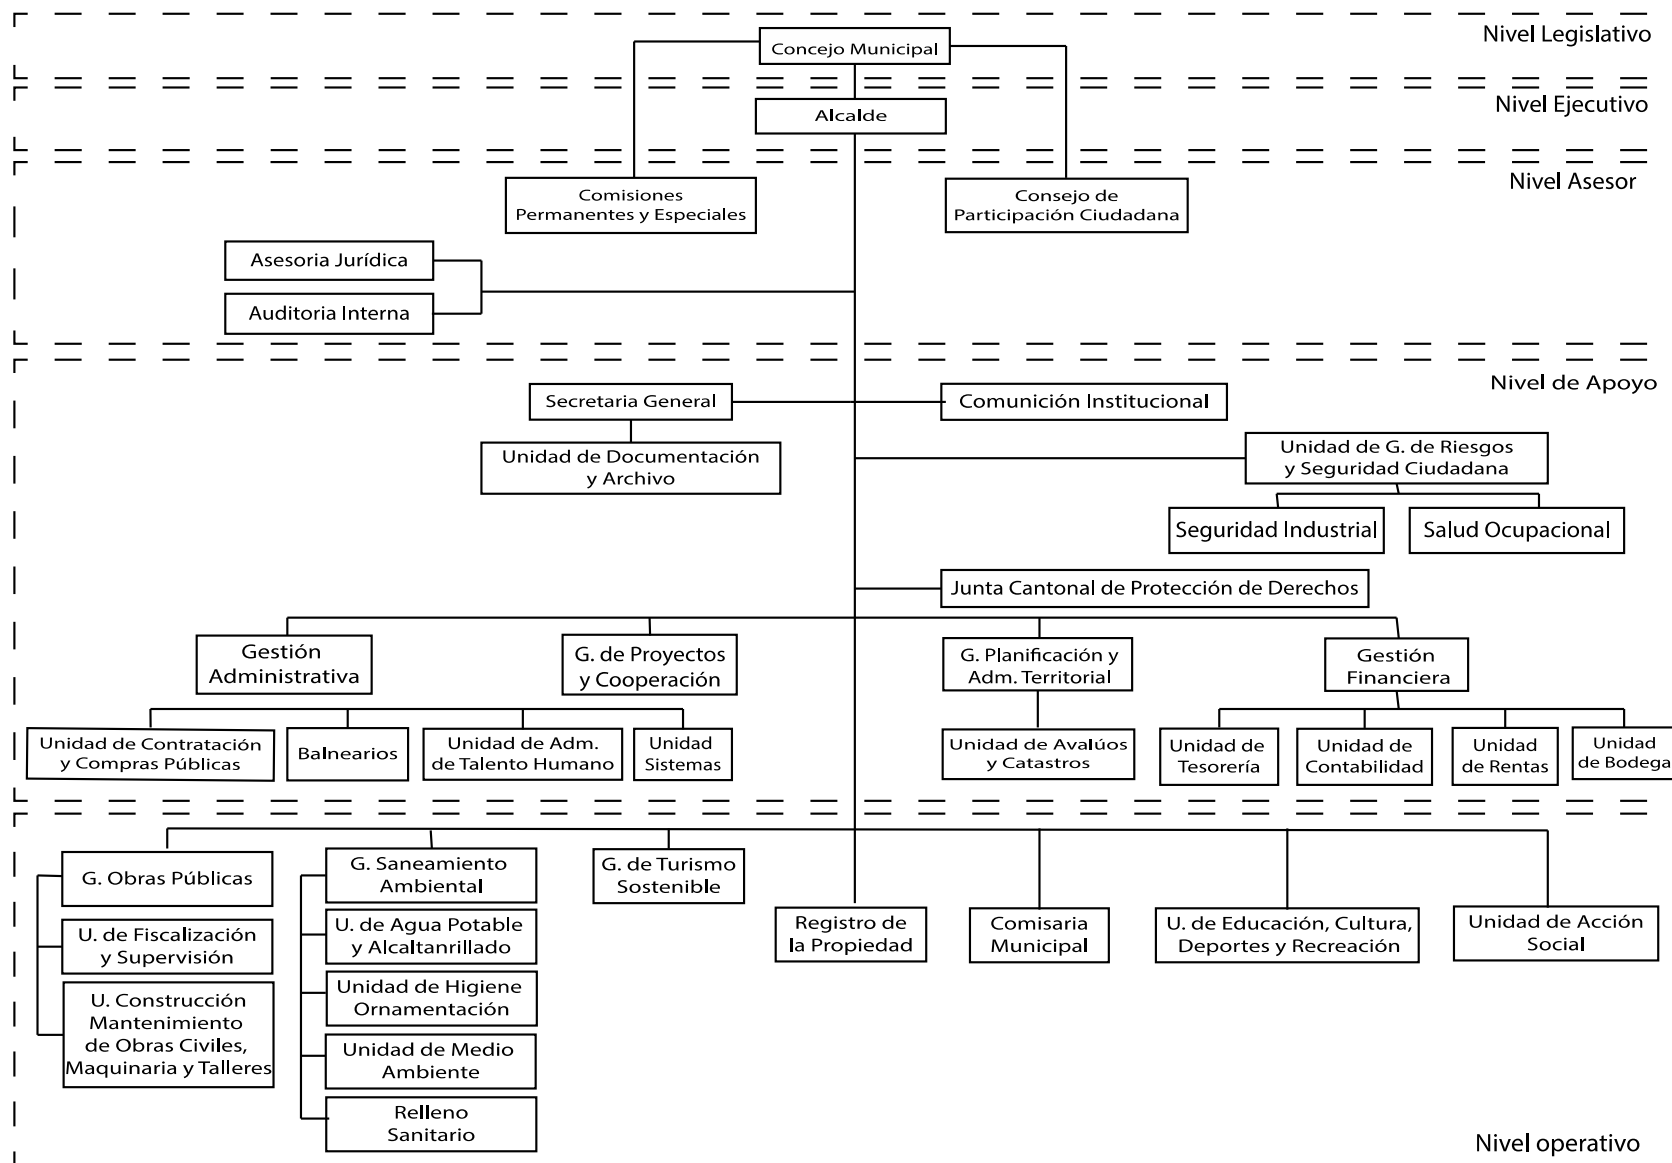 Nivel Legislativo
Concejo Municipal
Nivel Ejecutivo
Alcalde
Nivel Asesor
Comisiones
Permanentes y Especiales
Consejo de
Participación Ciudadana
Asesoria Jurídica
Auditoria Interna
Nivel de Apoyo
Secretaria General
Comunición Institucional
Unidad de Documentación
y Archivo
Unidad de G. de Riesgos
y Seguridad Ciudadana
Seguridad Industrial
Salud Ocupacional
Junta Cantonal de Protección de Derechos
Gestión
Administrativa
G. de Proyectos
y Cooperación
G. Planificación y
Adm. Territorial
Gestión
Financiera
Unidad de Contratación
y Compras Públicas
Balnearios
Unidad de Adm.
de Talento Humano
Unidad
Sistemas
Unidad de Avalúos
y Catastros
Unidad de
Tesorería
Unidad de
Contabilidad
Unidad
de Rentas
Unidad
de Bodega
G. Obras Públicas
U. de Fiscalización
y Supervisión
U. Construcción
Mantenimiento
de Obras Civiles,
Maquinaria y Talleres
G. Saneamiento
Ambiental
U. de Agua Potable
y Alcaltanrillado
Unidad de Higiene
Ornamentación
Unidad de Medio
Ambiente
Relleno
Sanitario
G. de Turismo
Sostenible
Registro de
la Propiedad
Comisaria
Municipal
U. de Educación, Cultura,
Deportes y Recreación
Unidad de Acción
Social
Nivel operativo